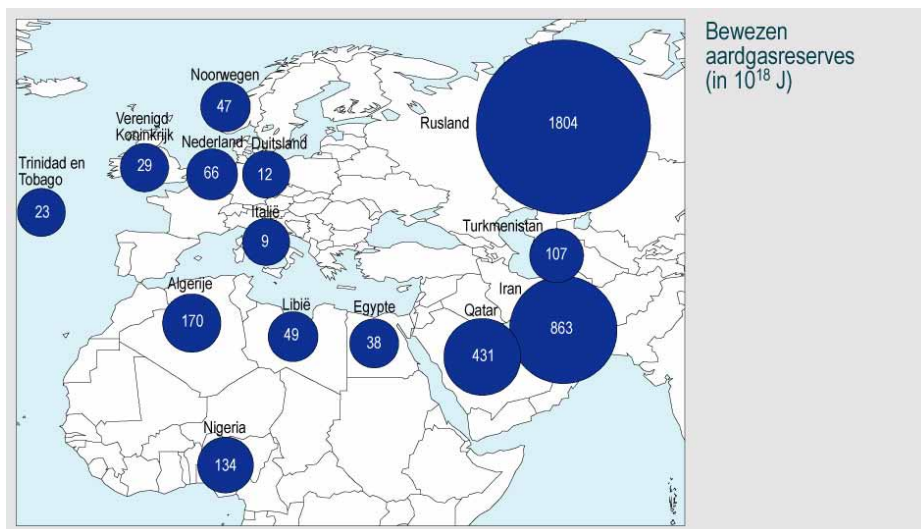 Bewezen
aardgasreserves
(in 10¹⁸ J)
Noorwegen
47
Rusland
1804
Verenigd
Koninkrijk
29
Nederland
66
Duitsland
12
Trinidad en
Tobago
23
Italië
9
Turkmenistan
107
Algerije
170
Libië
49
Egypte
38
Qatar
431
Iran
863
Nigeria
134